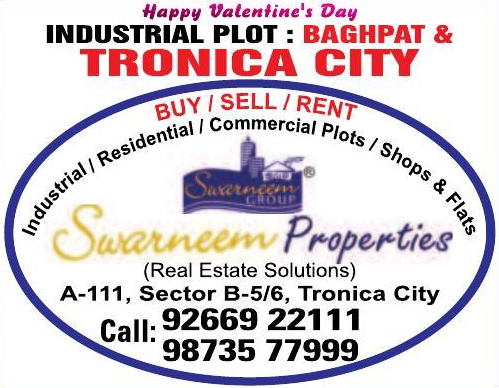 Happy Valentine's Day
INDUSTRIAL PLOT : BAGHPAT &
TRONICA CITY
BUY / SELL / RENT
Industrial / Residential / Commercial Plots / Shops & Flats
Swarneem®
GROUP
Swarneem Properties
(Real Estate Solutions)
A-111, Sector B-5/6, Tronica City
Call: 92669 22111
98735 77999